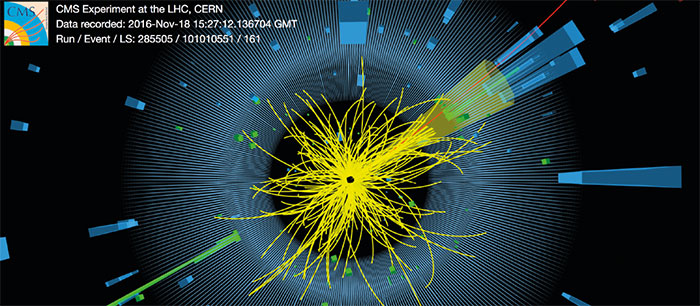 CMS
CMS Experiment at the LHC, CERN
Data recorded: 2016-Nov-18 15:27:12.136704 GMT
Run / Event / LS: 285505 / 101010551 / 161